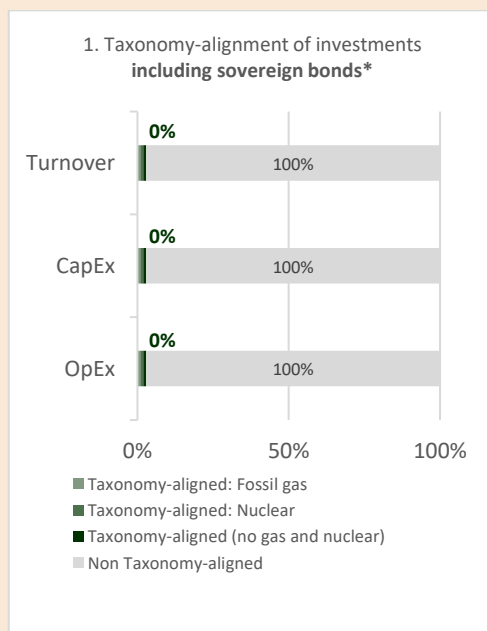 1. Taxonomy-alignment of investments
including sovereign bonds*
0%
Turnover 100%
0%
CapEx 100%
0%
OpEx 100%
0% 50% 100%
Taxonomy-aligned: Fossil gas
Taxonomy-aligned: Nuclear
Taxonomy-aligned (no gas and nuclear)
Non Taxonomy-aligned